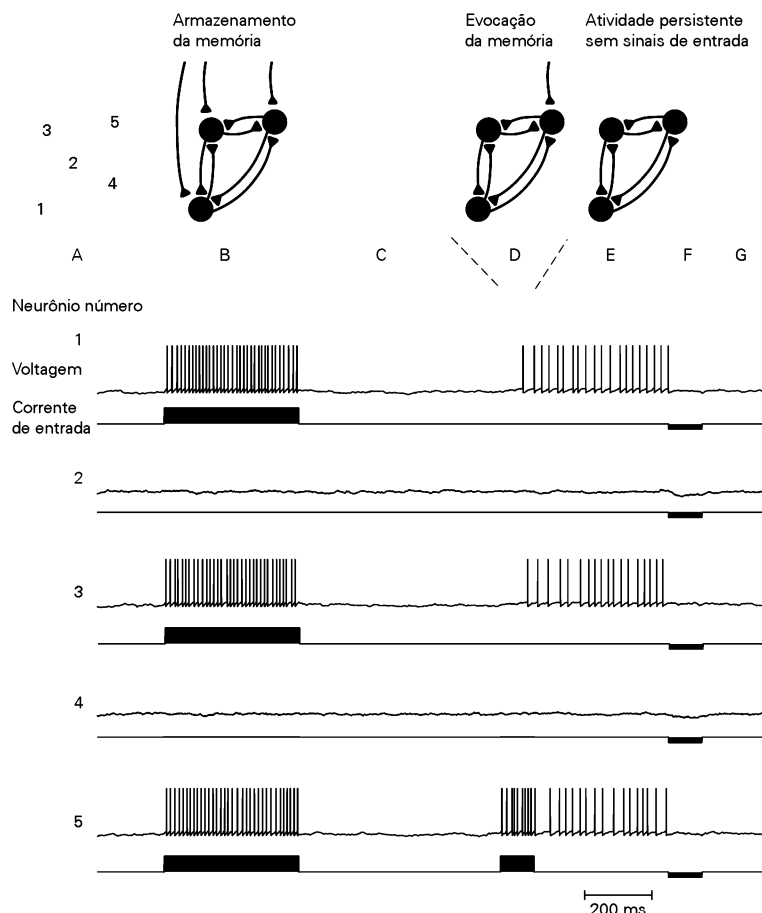 Armazenamento
da memória
Evocação
da memória
Atividade persistente
sem sinais de entrada
3
5
2
4
1
A B C D E F G
Neurônio número
1
Voltagem
Corrente
de entrada
2
3
4
5
200 ms